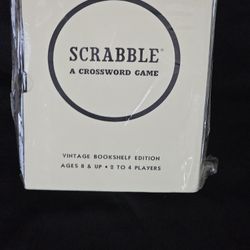 SCRABBLE®
A CROSSWORD GAME
VINTAGE BOOKSHELF EDITION
AGES 8 & UP • 2 TO 4 PLAYERS